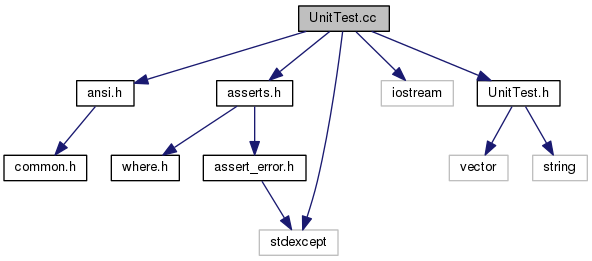 UnitTest.cc
ansi.h
asserts.h
iostream
UnitTest.h
common.h
where.h
assert_error.h
vector
string
stdexcept